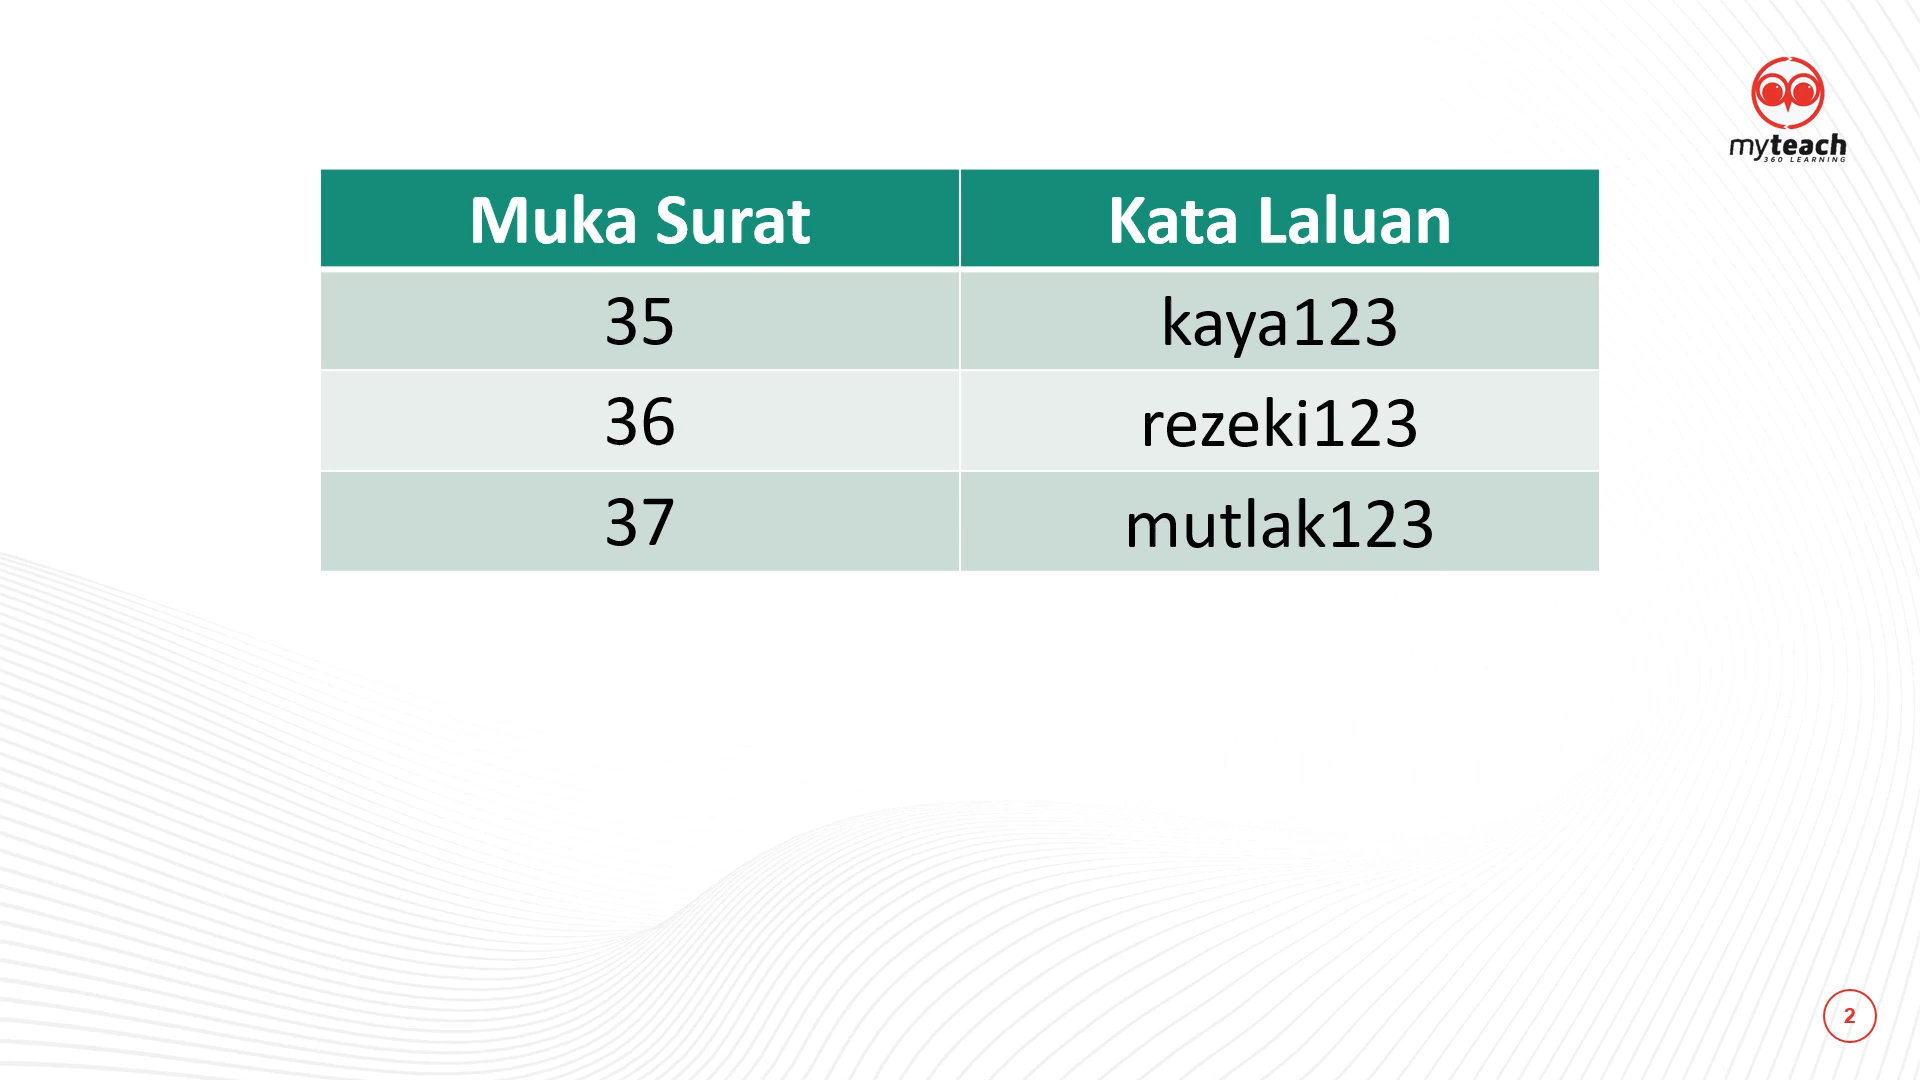 myteach
360 LEARNING
Muka Surat Kata Laluan
35 kaya123
36 rezeki123
37 mutlak123
2